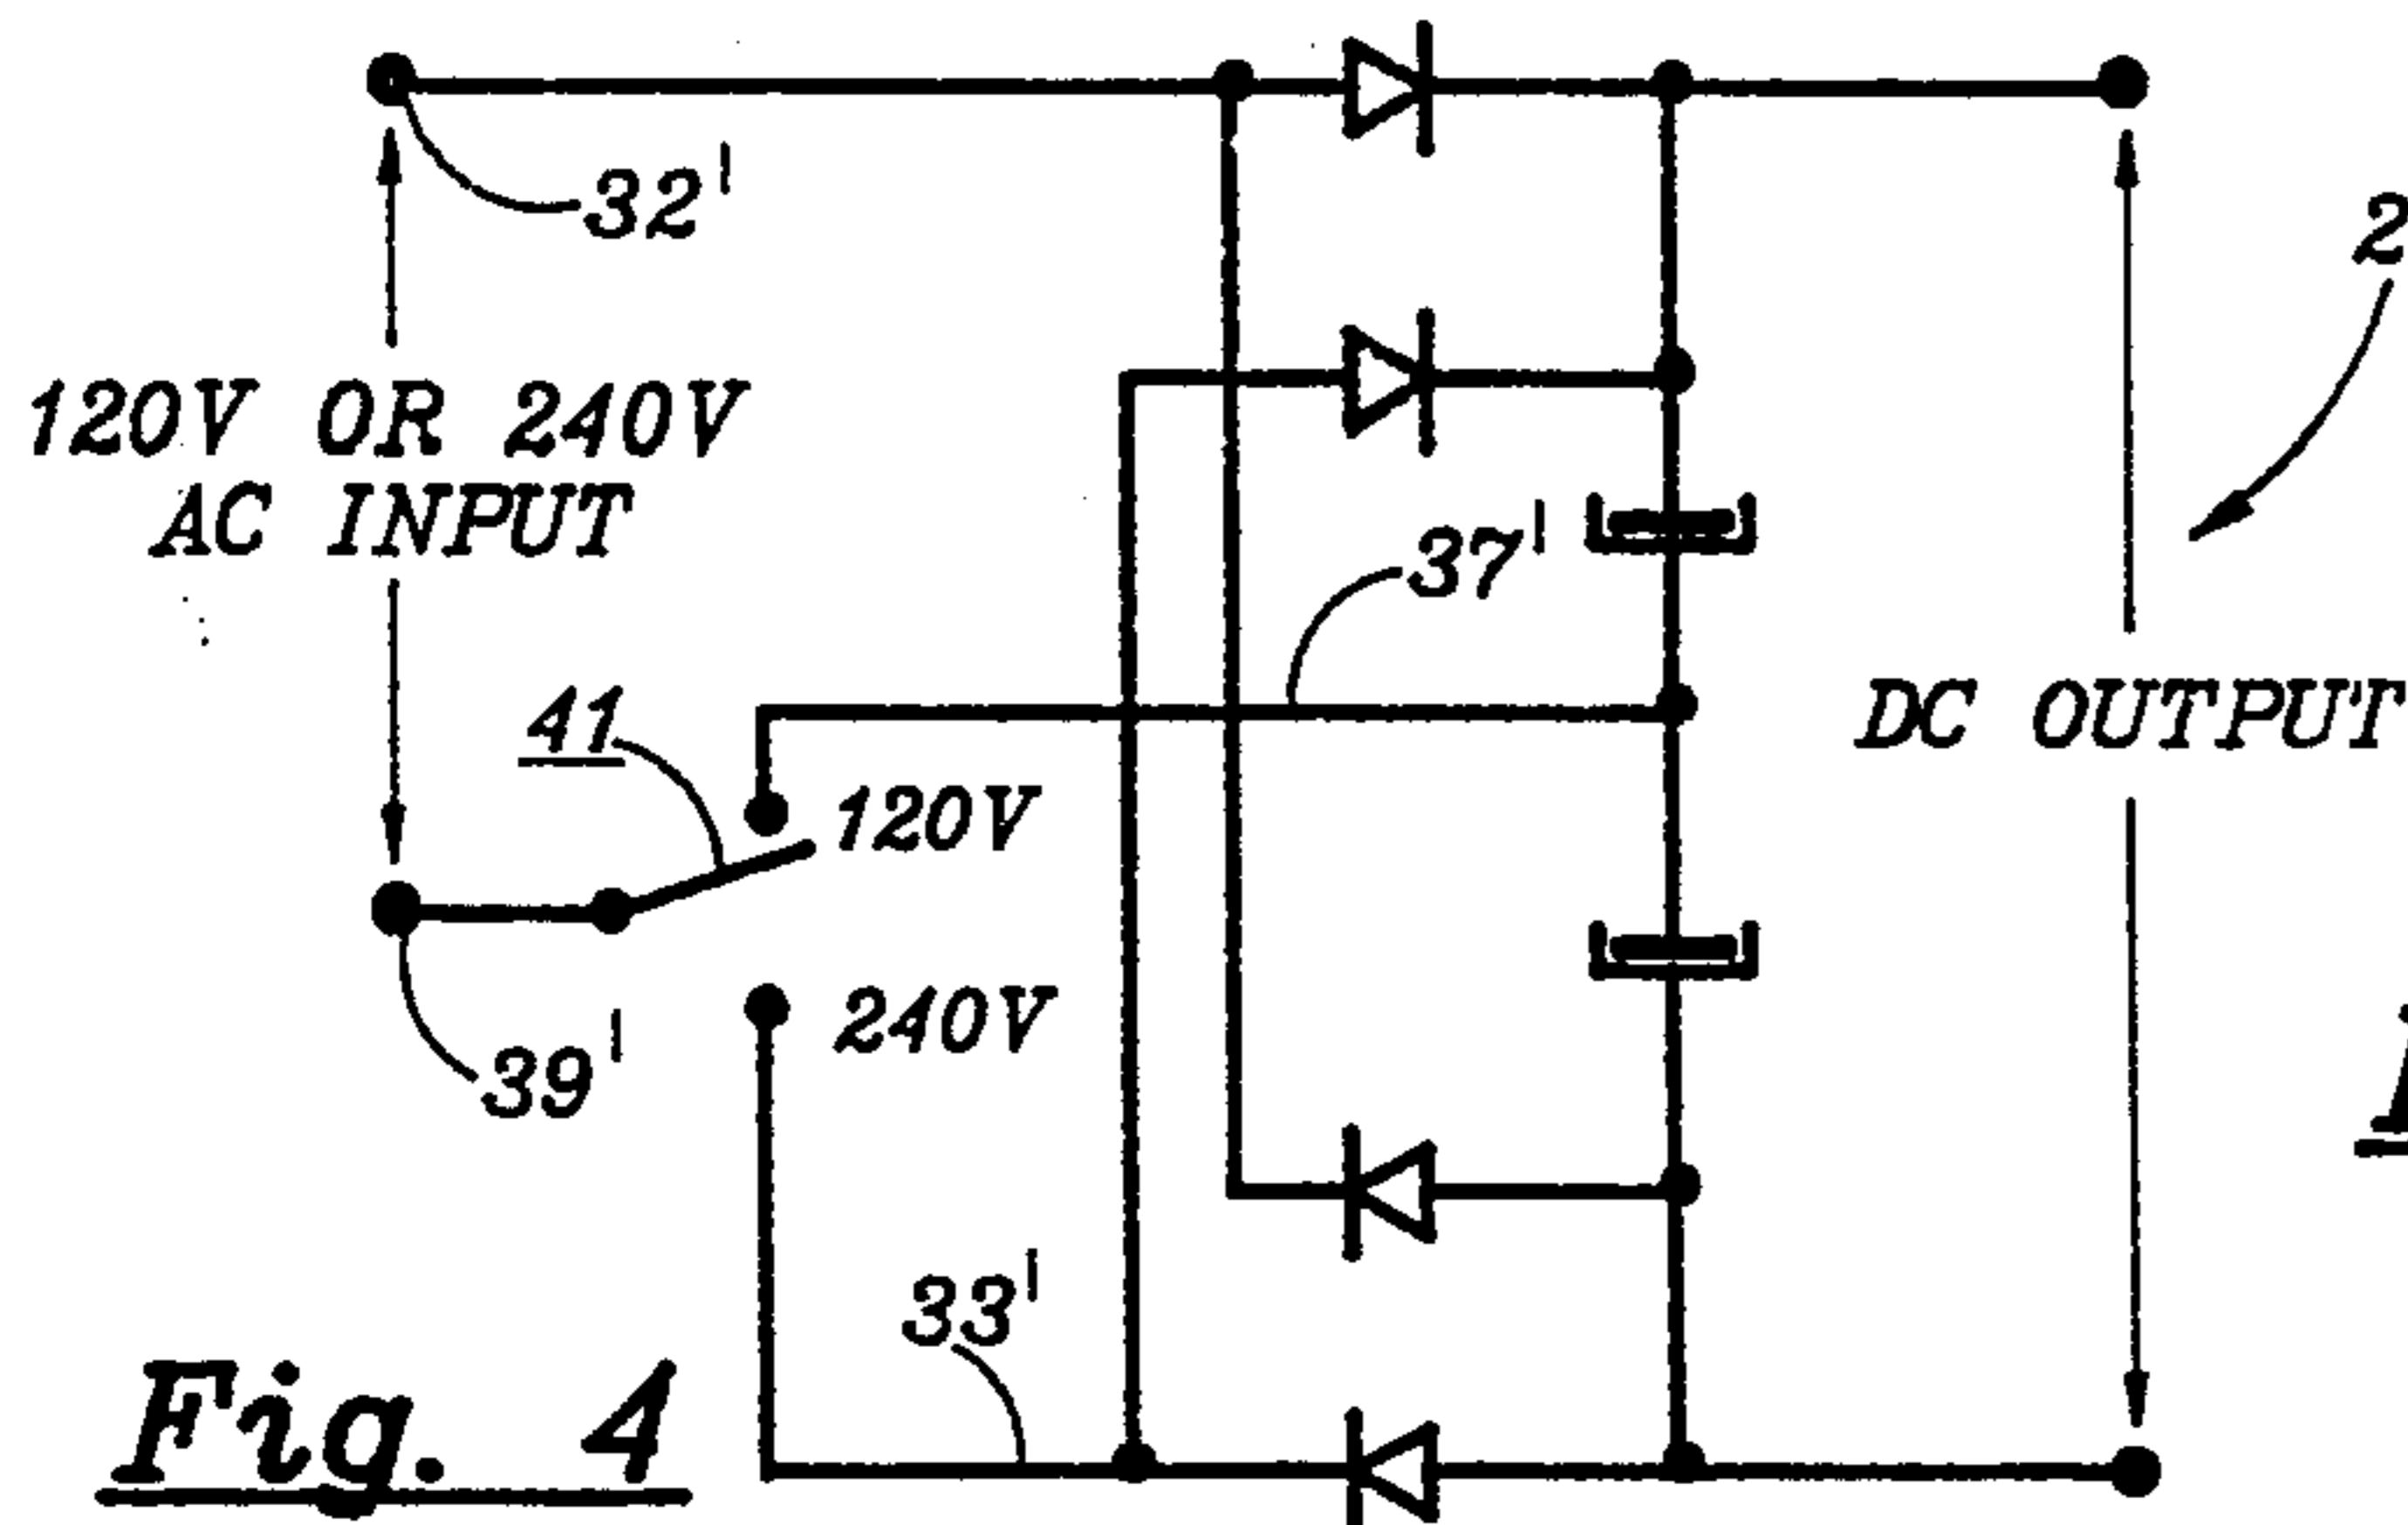 32'
120V OR 240V
AC INPUT
37'
41
120V
DC OUTPUT
240V
39'
33'
Fig. 4